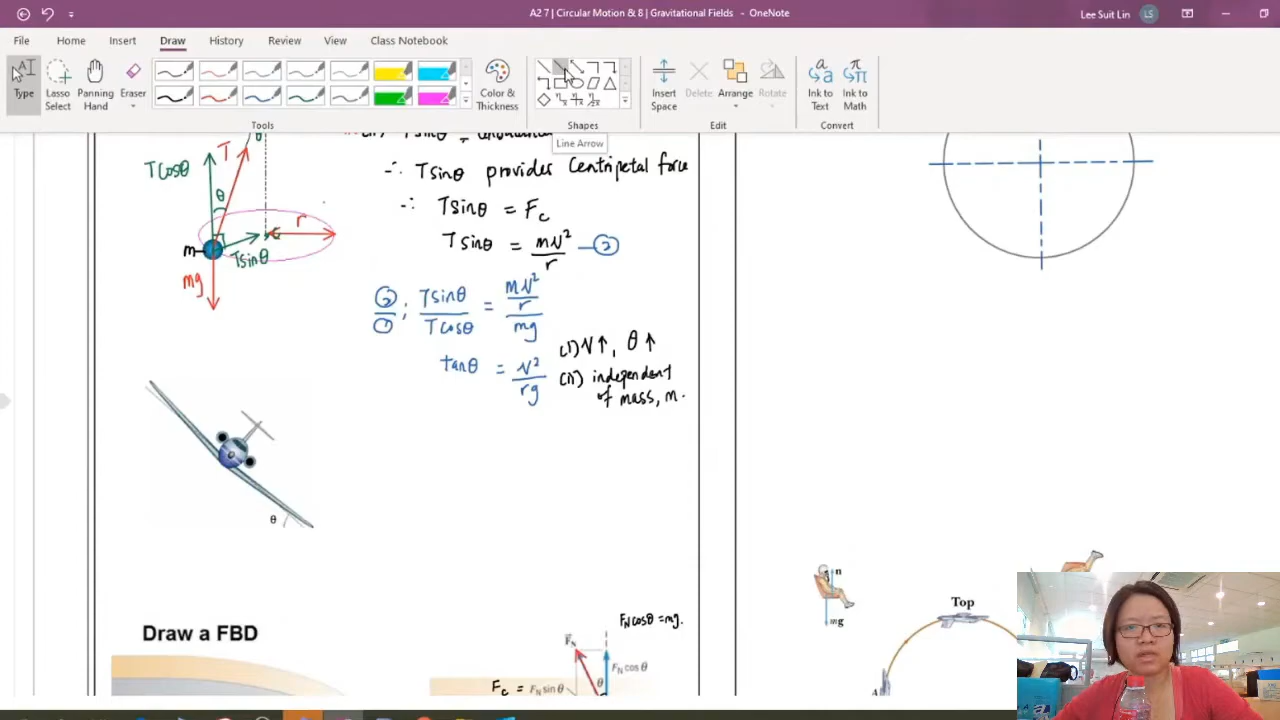 A2 7 | Circular Motion & 8 | Gravitational Fields - OneNote
Lee Suit Lin
LS
File
Home
Insert
Draw
History
Review
View
Class Notebook
Type
Lasso Select
Panning Hand
Eraser
Color & Thickness
Insert Space
Delete
Arrange
Rotate
Ink to Text
Ink to Math
Tools
Shapes
Edit
Convert
Line Arrow
θ
Tcosθ
T
θ
r
m
Tsinθ
mg
∴ Tsinθ provides Centripetal force
∴ Tsinθ = Fc
Tsinθ = mv²/r —②
②/① ; Tsinθ/Tcosθ = (mv²/r)/mg
tanθ = v²/rg
(i) v↑, θ↑
(ii) independent
of mass, m.
θ
Draw a FBD
FN cosθ = mg.
FN
FN cos θ
θ
Fc = FN sin θ
n
mg
Top
A